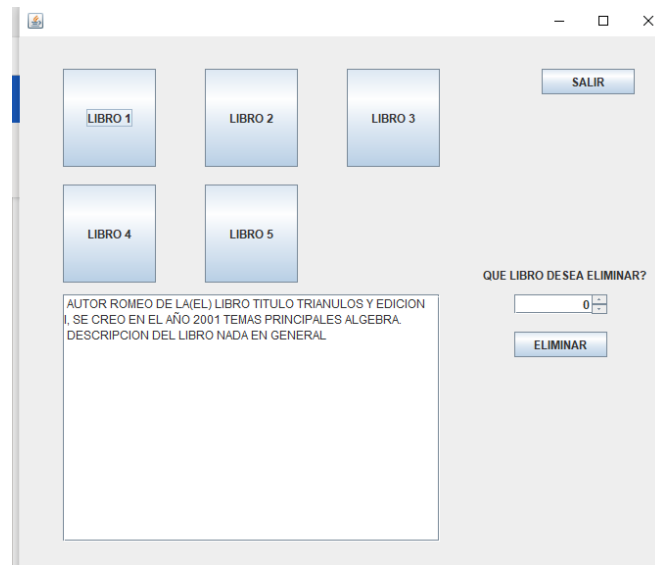 LIBRO 1
LIBRO 2
LIBRO 3
SALIR
LIBRO 4
LIBRO 5
QUE LIBRO DESEA ELIMINAR?
0
ELIMINAR
AUTOR ROMEO DE LA(EL) LIBRO TITULO TRIANULOS Y EDICION
I, SE CREO EN EL AÑO 2001 TEMAS PRINCIPALES ALGEBRA.
DESCRIPCION DEL LIBRO NADA EN GENERAL